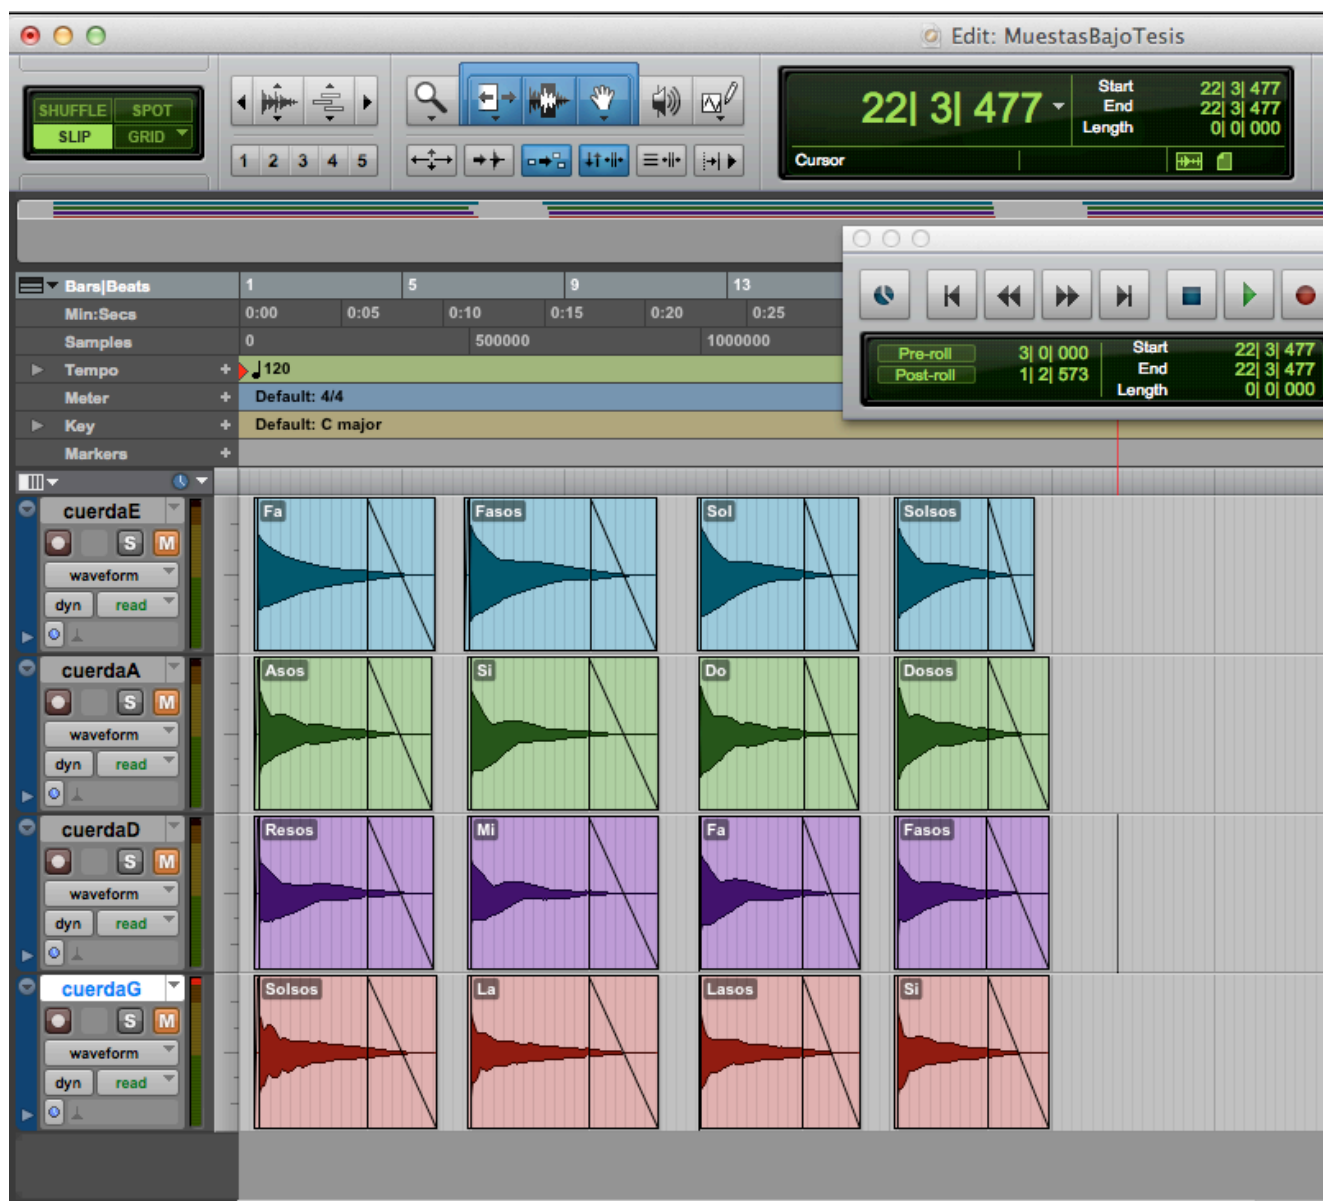 Edit: MuestasBajoTesis
SHUFFLE SPOT
SLIP GRID
1 2 3 4 5
22| 3| 477
Start 22| 3| 477
End 22| 3| 477
Length 0| 0| 000
Cursor
Bars|Beats 1 5 9 13
Min:Secs 0:00 0:05 0:10 0:15 0:20 0:25
Samples 0 500000 1000000
Tempo + 120
Meter + Default: 4/4
Key + Default: C major
Markers +
Pre-roll 3| 0| 000 Start 22| 3| 477
Post-roll 1| 2| 573 End 22| 3| 477
Length 0| 0| 000
cuerdaE Fa Fasos Sol Solsos
S M
waveform
dyn read
cuerdaA Asos Si Do Dosos
S M
waveform
dyn read
cuerdaD Resos Mi Fa Fasos
S M
waveform
dyn read
cuerdaG Solsos La Lasos Si
S M
waveform
dyn read